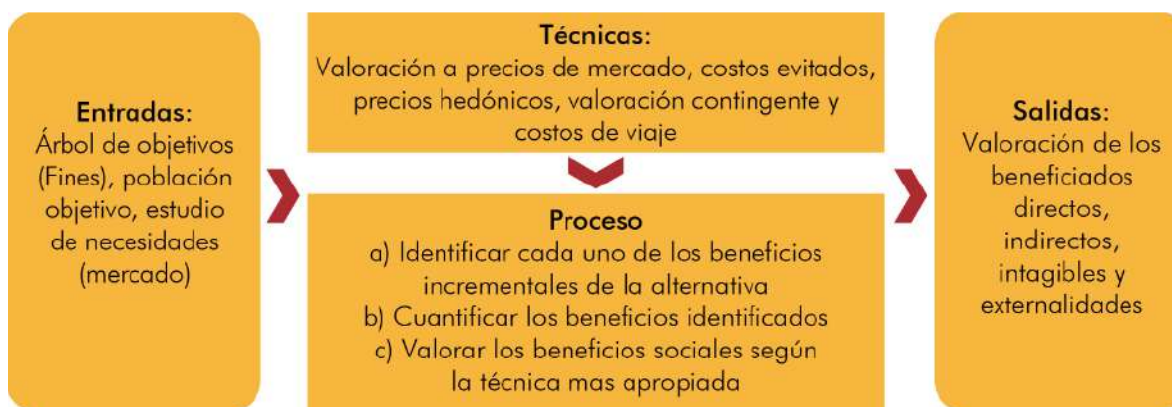 Entradas:
Árbol de objetivos
(Fines), población
objetivo, estudio
de necesidades
(mercado)
Técnicas:
Valoración a precios de mercado, costos evitados,
precios hedónicos, valoración contingente y
costos de viaje
Proceso
a) Identificar cada uno de los beneficios
incrementales de la alternativa
b) Cuantificar los beneficios identificados
c) Valorar los beneficios sociales según
la técnica mas apropiada
Salidas:
Valoración de los
beneficiados
directos,
indirectos,
intagibles y
externalidades